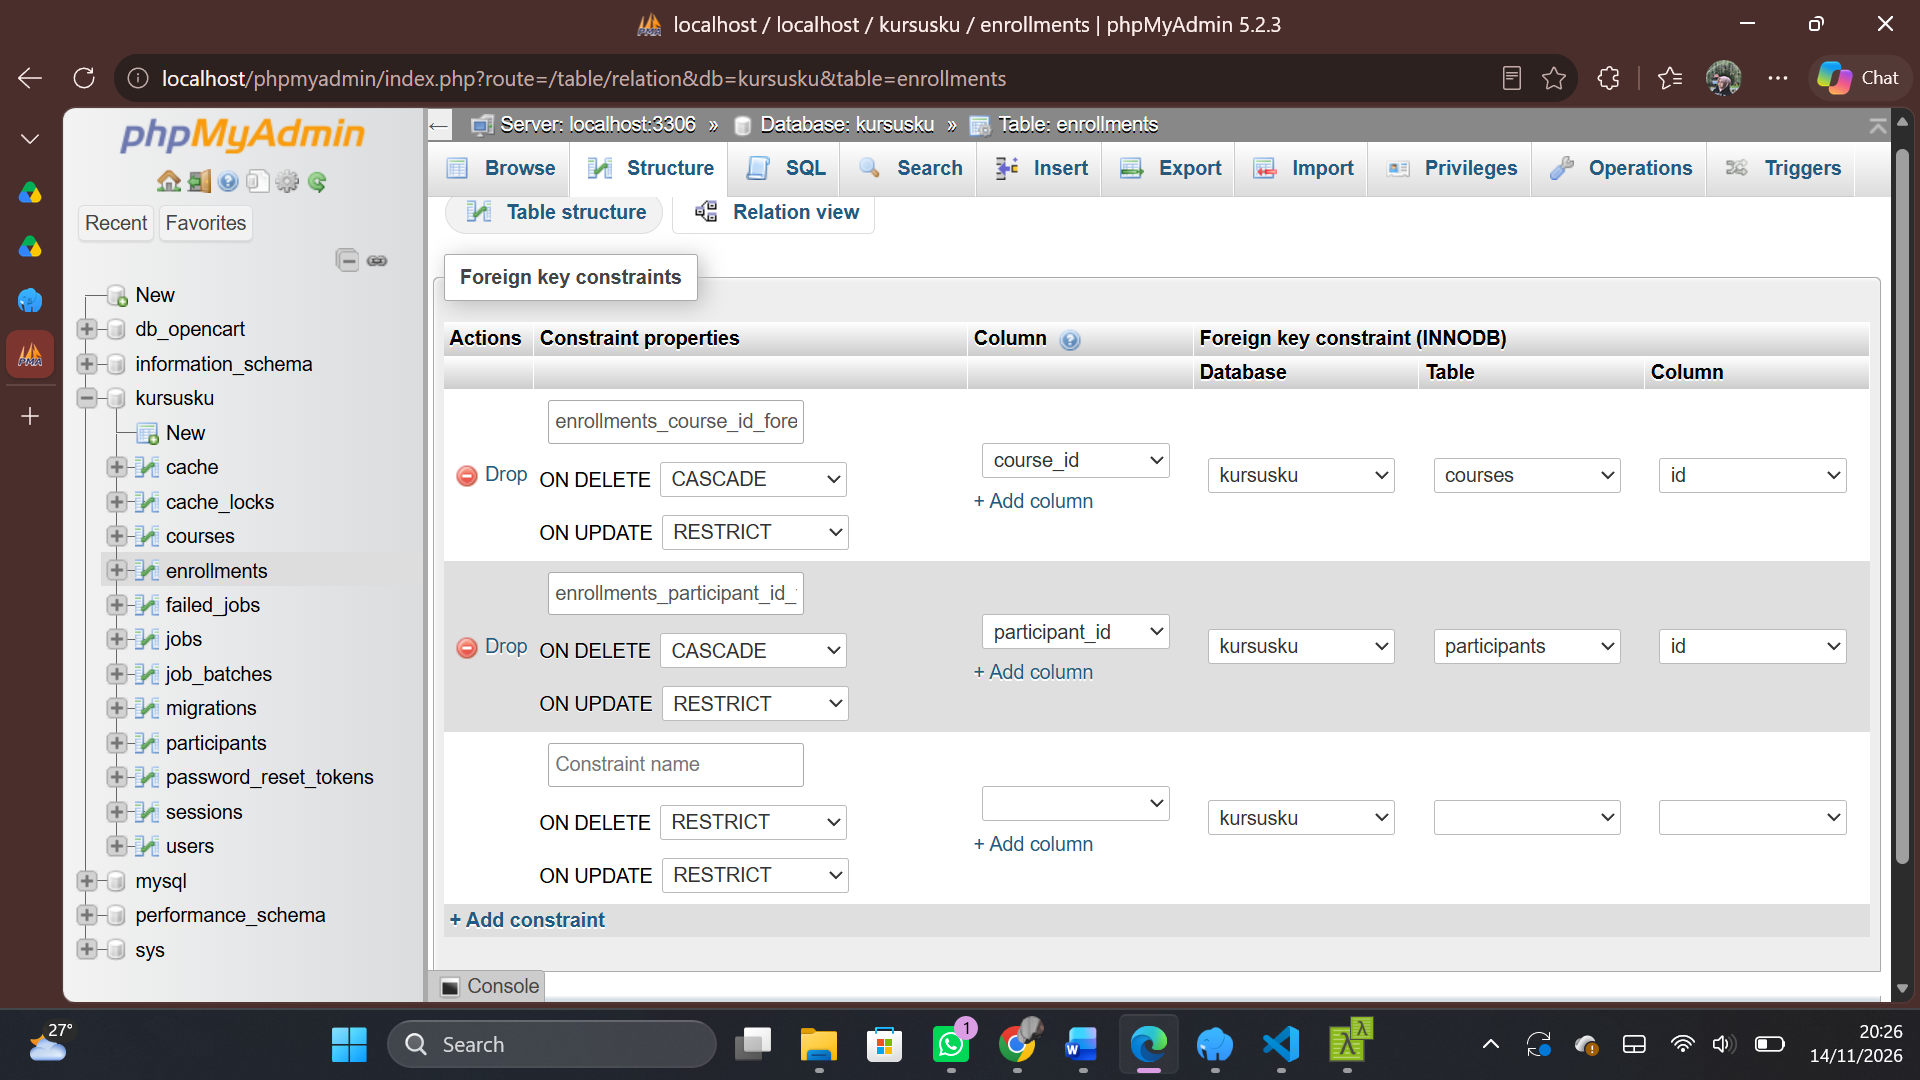 localhost / localhost / kursusku / enrollments | phpMyAdmin 5.2.3
localhost/phpmyadmin/index.php?route=/table/relation&db=kursusku&table=enrollments
Chat
phpMyAdmin
Recent
Favorites
New
db_opencart
information_schema
kursusku
New
cache
cache_locks
courses
enrollments
failed_jobs
jobs
job_batches
migrations
participants
password_reset_tokens
sessions
users
mysql
performance_schema
sys
PMA
Server: localhost:3306 » Database: kursusku » Table: enrollments
Browse
Structure
SQL
Search
Insert
Export
Import
Privileges
Operations
Triggers
Table structure
Relation view
Foreign key constraints
Actions
Constraint properties
Column
Foreign key constraint (INNODB)
Database
Table
Column
enrollments_course_id_fore
Drop
ON DELETE
CASCADE
ON UPDATE
RESTRICT
course_id
+ Add column
kursusku
courses
id
enrollments_participant_id_
Drop
ON DELETE
CASCADE
ON UPDATE
RESTRICT
participant_id
+ Add column
kursusku
participants
id
Constraint name
ON DELETE
RESTRICT
ON UPDATE
RESTRICT
+ Add column
kursusku
+ Add constraint
Console
27°
Search
1
20:26
14/11/2026